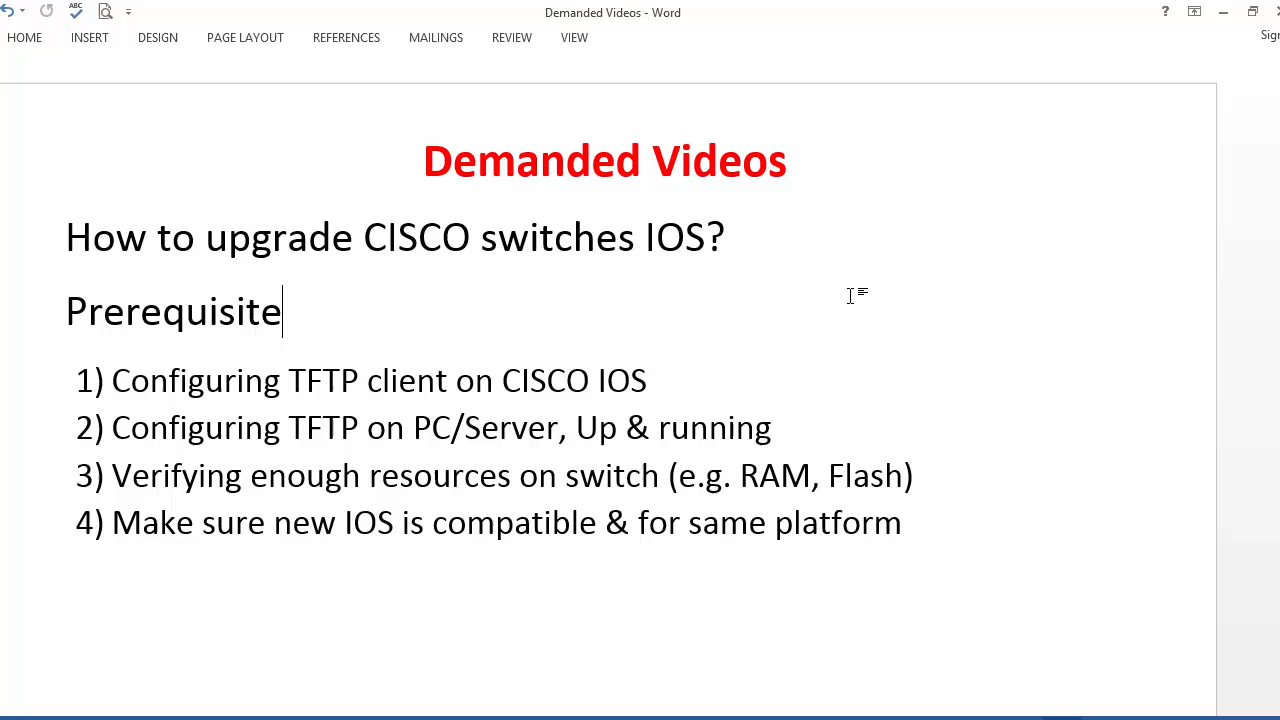 ABC
Demanded Videos - Word
?
HOME INSERT DESIGN PAGE LAYOUT REFERENCES MAILINGS REVIEW VIEW
Sign
Demanded Videos
How to upgrade CISCO switches IOS?
Prerequisite
1) Configuring TFTP client on CISCO IOS
2) Configuring TFTP on PC/Server, Up & running
3) Verifying enough resources on switch (e.g. RAM, Flash)
4) Make sure new IOS is compatible & for same platform